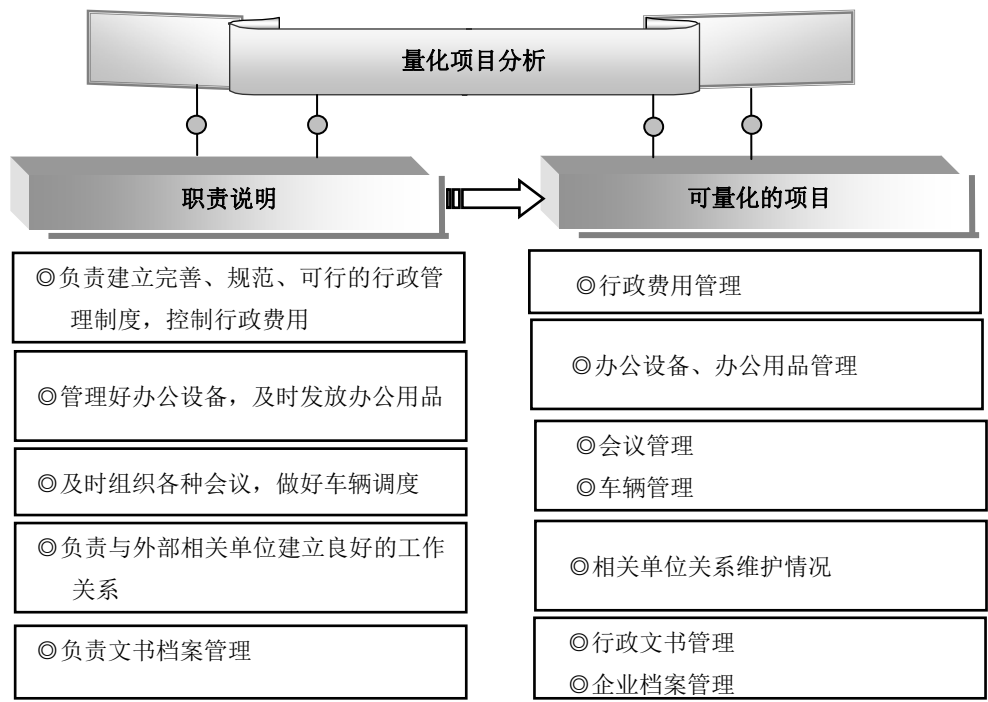 量化项目分析
职责说明
可量化的项目
◎负责建立完善、规范、可行的行政管
理制度，控制行政费用
◎管理好办公设备，及时发放办公用品
◎及时组织各种会议，做好车辆调度
◎负责与外部相关单位建立良好的工作
关系
◎负责文书档案管理
◎行政费用管理
◎办公设备、办公用品管理
◎会议管理
◎车辆管理
◎相关单位关系维护情况
◎行政文书管理
◎企业档案管理